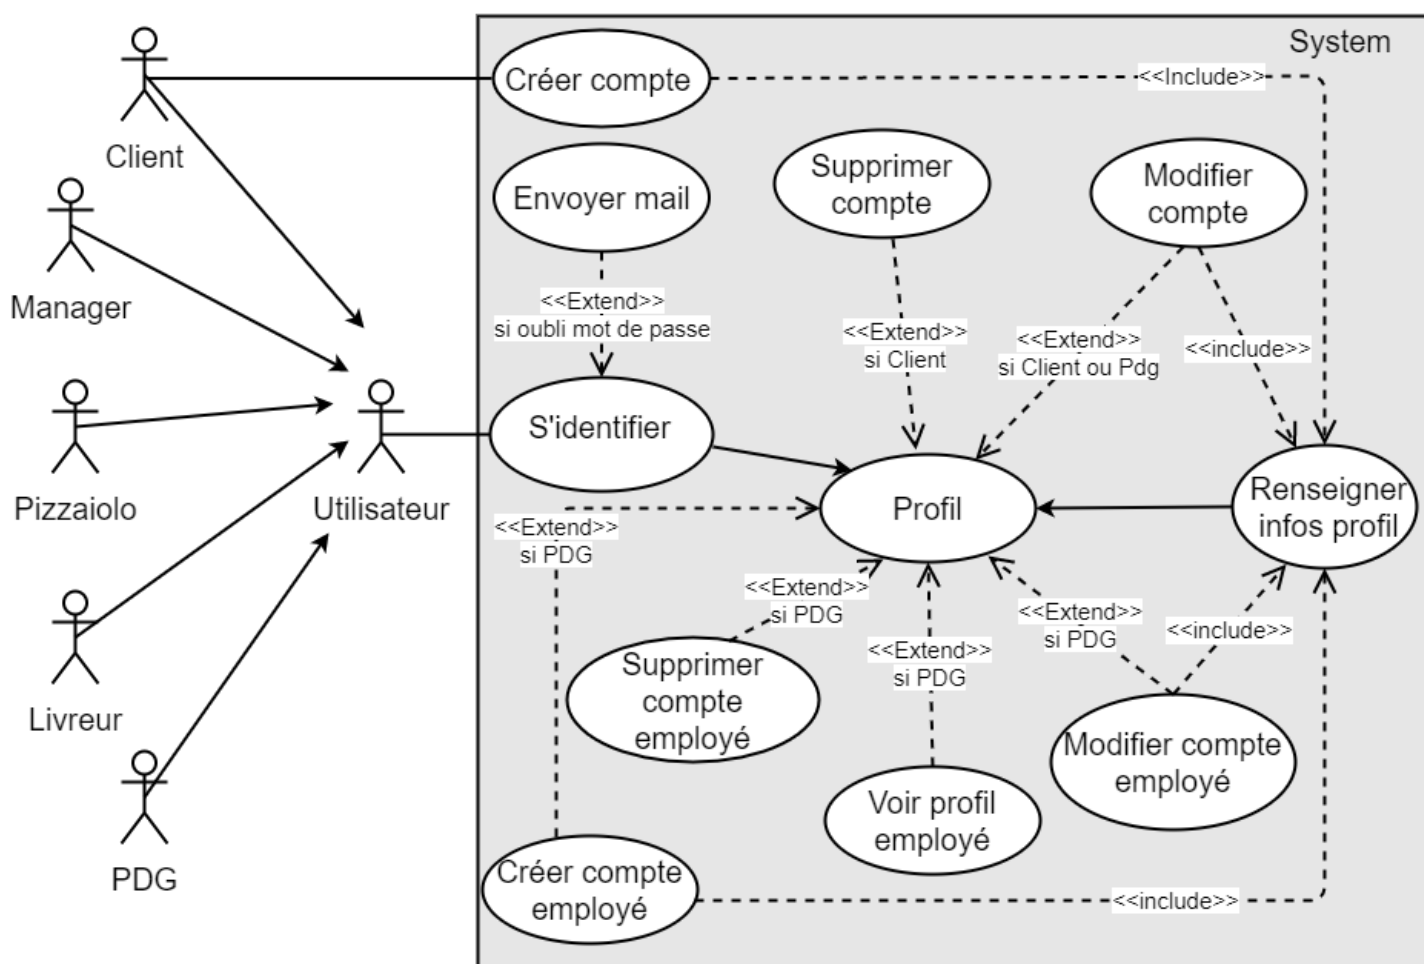 System
Créer compte
<<Include>>
Client
Supprimer
compte
Modifier
compte
Envoyer mail
Manager
<<Extend>>
si oubli mot de passe
<<Extend>>
si Client
<<Extend>>
si Client ou Pdg
<<include>>
S'identifier
Pizzaiolo
Utilisateur
Profil
Renseigner
infos profil
<<Extend>>
si PDG
<<Extend>>
si PDG
<<Extend>>
si PDG
<<Extend>>
si PDG
<<include>>
Livreur
Supprimer
compte
employé
Modifier compte
employé
Voir profil
employé
PDG
Créer compte
employé
<<include>>